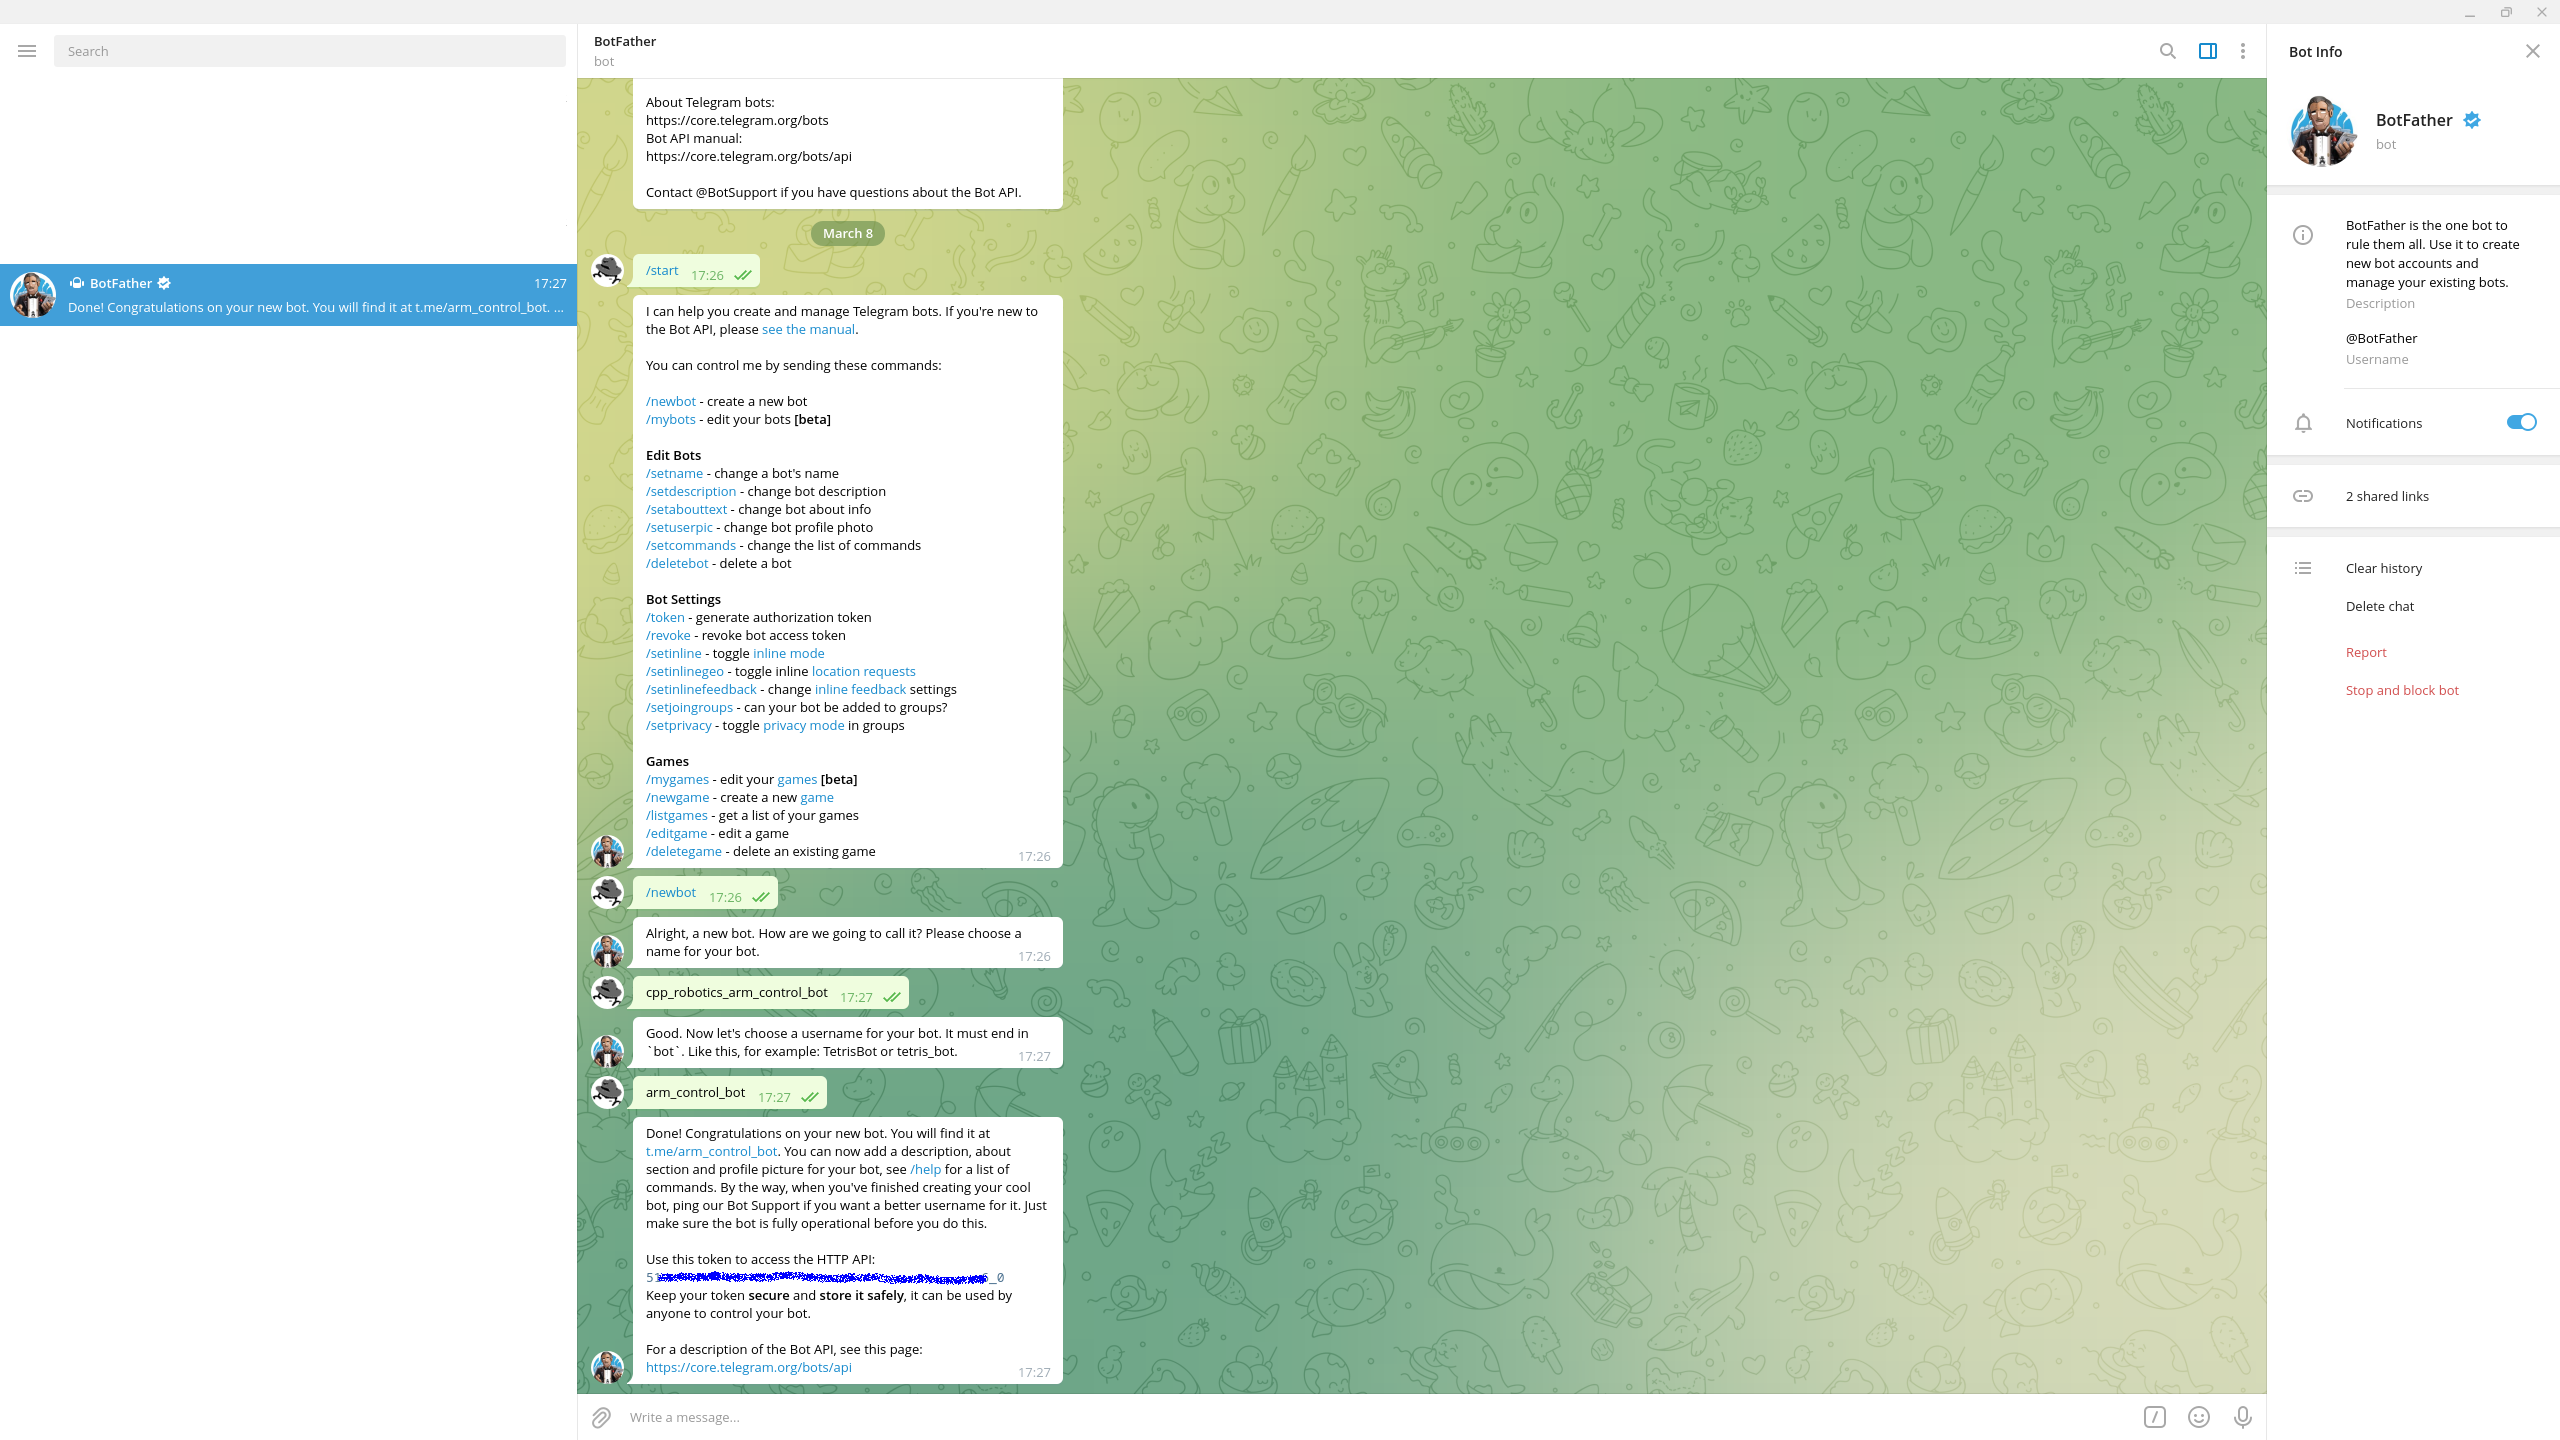 Search
BotFather
17:27
Done! Congratulations on your new bot. You will find it at t.me/arm_control_bot. ...
BotFather
bot
About Telegram bots:
https://core.telegram.org/bots
Bot API manual:
https://core.telegram.org/bots/api
Contact @BotSupport if you have questions about the Bot API.
March 8
/start 17:26
I can help you create and manage Telegram bots. If you're new to
the Bot API, please see the manual.
You can control me by sending these commands:
/newbot - create a new bot
/mybots - edit your bots [beta]
Edit Bots
/setname - change a bot's name
/setdescription - change bot description
/setabouttext - change bot about info
/setuserpic - change bot profile photo
/setcommands - change the list of commands
/deletebot - delete a bot
Bot Settings
/token - generate authorization token
/revoke - revoke bot access token
/setinline - toggle inline mode
/setinlinegeo - toggle inline location requests
/setinlinefeedback - change inline feedback settings
/setjoingroups - can your bot be added to groups?
/setprivacy - toggle privacy mode in groups
Games
/mygames - edit your games [beta]
/newgame - create a new game
/listgames - get a list of your games
/editgame - edit a game
/deletegame - delete an existing game
17:26
/newbot 17:26
Alright, a new bot. How are we going to call it? Please choose a
name for your bot.
17:26
cpp_robotics_arm_control_bot 17:27
Good. Now let's choose a username for your bot. It must end in
`bot`. Like this, for example: TetrisBot or tetris_bot.
17:27
arm_control_bot 17:27
Done! Congratulations on your new bot. You will find it at
t.me/arm_control_bot. You can now add a description, about
section and profile picture for your bot, see /help for a list of
commands. By the way, when you've finished creating your cool
bot, ping our Bot Support if you want a better username for it. Just
make sure the bot is fully operational before you do this.
Use this token to access the HTTP API:
Keep your token secure and store it safely, it can be used by
anyone to control your bot.
For a description of the Bot API, see this page:
https://core.telegram.org/bots/api
17:27
Write a message...
Bot Info
BotFather
bot
BotFather is the one bot to
rule them all. Use it to create
new bot accounts and
manage your existing bots.
Description
@BotFather
Username
Notifications
2 shared links
Clear history
Delete chat
Report
Stop and block bot